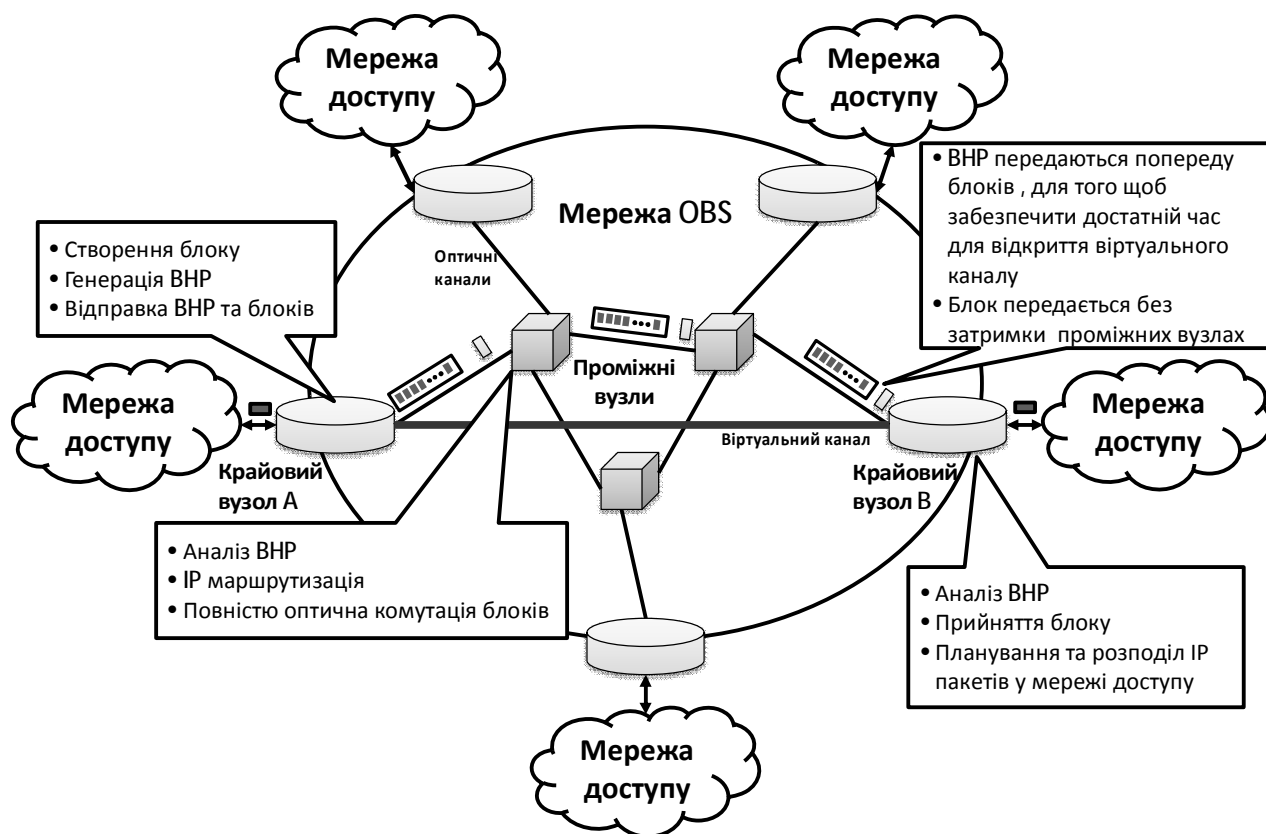 Мережа
доступу
Мережа
доступу
• ВНР передаються попереду
блоків , для того щоб
забезпечити достатній час
для відкриття віртуального
каналу
• Блок передається без
затримки проміжних вузлах
Мережа OBS
• Створення блоку
• Генерація ВНР
• Відправка ВНР та блоків
Оптичні
канали
Проміжні
вузли
Мережа
доступу
Мережа
доступу
Віртуальний канал
Крайовий
вузол А
Крайовий
вузол В
• Аналіз ВНР
• IP маршрутизація
• Повністю оптична комутація блоків
• Аналіз ВНР
• Прийняття блоку
• Планування та розподіл IP
пакетів у мережі доступу
Мережа
доступу